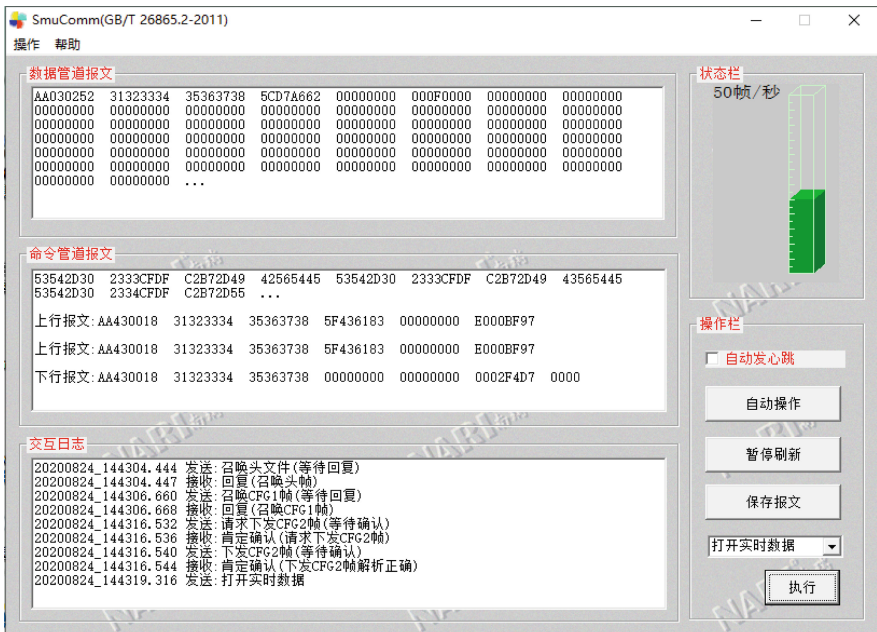 SmuComm(GB/T 26865.2-2011)
操作 帮助
数据管道报文
AA030252 31323334 35363738 5CD7A662 00000000 000F0000 00000000 00000000
00000000 00000000 00000000 00000000 00000000 00000000 00000000 00000000
00000000 00000000 00000000 00000000 00000000 00000000 00000000 00000000
00000000 00000000 00000000 00000000 00000000 00000000 00000000 00000000
00000000 00000000 00000000 00000000 00000000 00000000 00000000 00000000
00000000 00000000 00000000 00000000 00000000 00000000 00000000 00000000
00000000 00000000 ...
命令管道报文
53542D30 2333CFDF C2B72D49 42565445 53542D30 2333CFDF C2B72D49 43565445
53542D30 2334CFDF C2B72D55 ...
上行报文:AA430018 31323334 35363738 5F436183 00000000 E000BF97
上行报文:AA430018 31323334 35363738 5F436183 00000000 E000BF97
下行报文:AA430018 31323334 35363738 00000000 00000000 0002F4D7 0000
交互日志
20200824_144304.444 发送:召唤头文件(等待回复)
20200824_144304.447 接收:回复(召唤头帧)
20200824_144306.660 发送:召唤CFG1帧(等待回复)
20200824_144306.668 接收:回复(召唤CFG1帧)
20200824_144316.532 发送:请求下发CFG2帧(等待确认)
20200824_144316.536 接收:肯定确认(请求下发CFG2帧)
20200824_144316.540 发送:下发CFG2帧(等待确认)
20200824_144316.544 接收:肯定确认(下发CFG2帧解析正确)
20200824_144319.316 发送:打开实时数据
状态栏
50帧/秒
操作栏
自动发心跳
自动操作
暂停刷新
保存报文
打开实时数据
执行